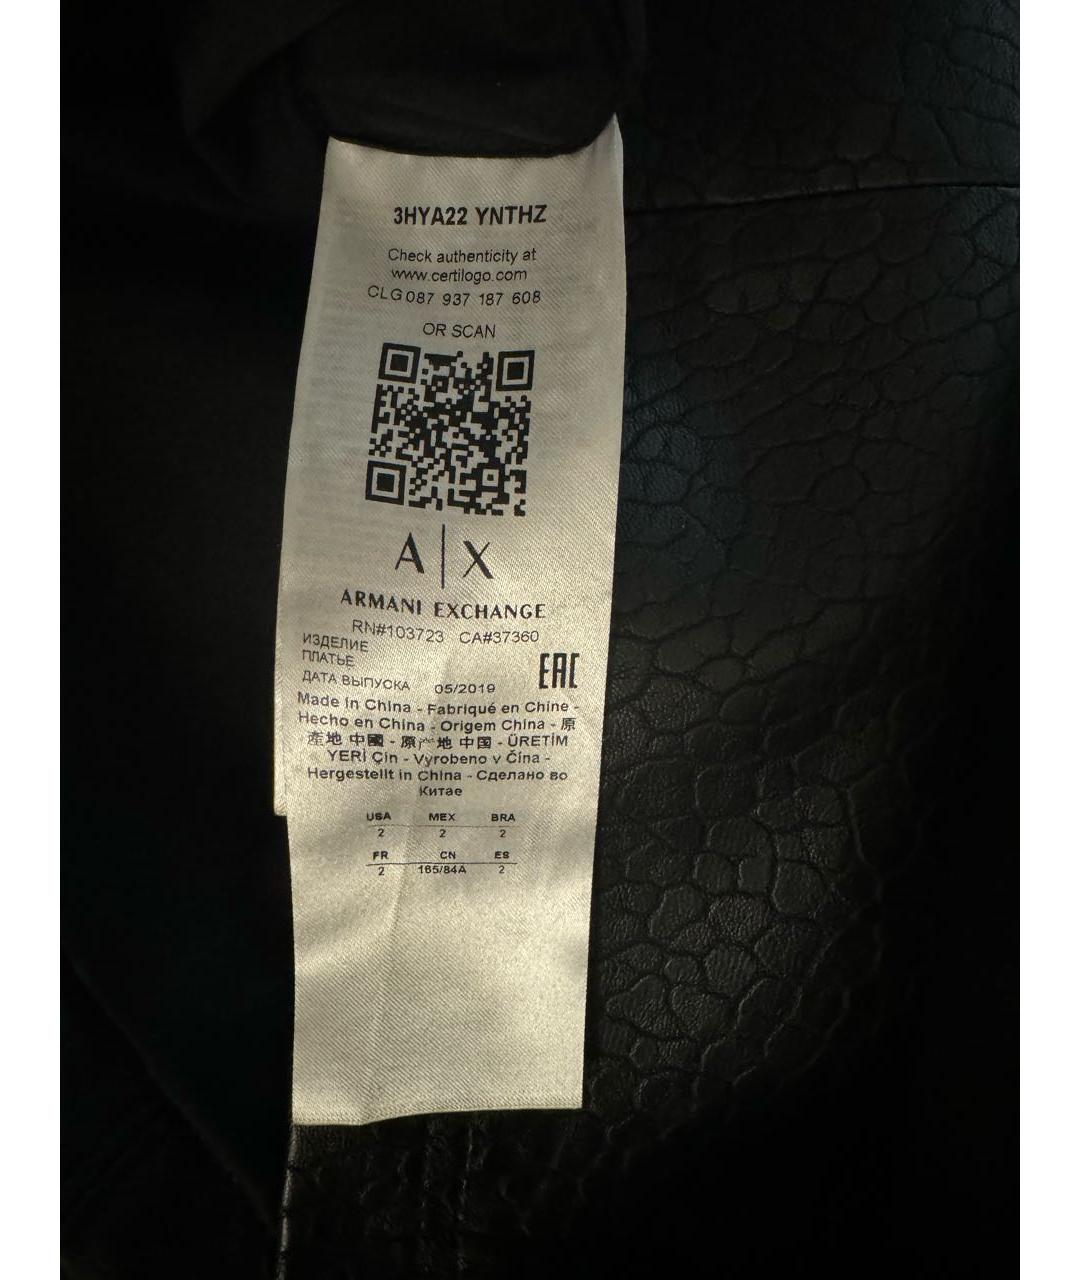 3HYA22 YNTHZ
Check authenticity at
www.certilogo.com
CLG 087 937 187 608
OR SCAN
A|X
ARMANI EXCHANGE
RN#103723 CA#37360
ИЗДЕЛИЕ
ПЛАТЬЕ
EAC
ДАТА ВЫПУСКА 05/2019
Made in China - Fabriqué en Chine -
Hecho en China - Origem China - 原
產地 中國 - 原产地 中国 - ÜRETİM
YERİ Çin - Vyrobeno v Čína -
Hergestellt in China - Сделано во
Китае
USA MEX BRA
2 2 2
FR CN ES
2 165/84A 2